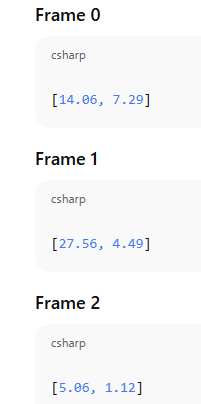 Frame 0
csharp
[14.06, 7.29]
Frame 1
csharp
[27.56, 4.49]
Frame 2
csharp
[5.06, 1.12]